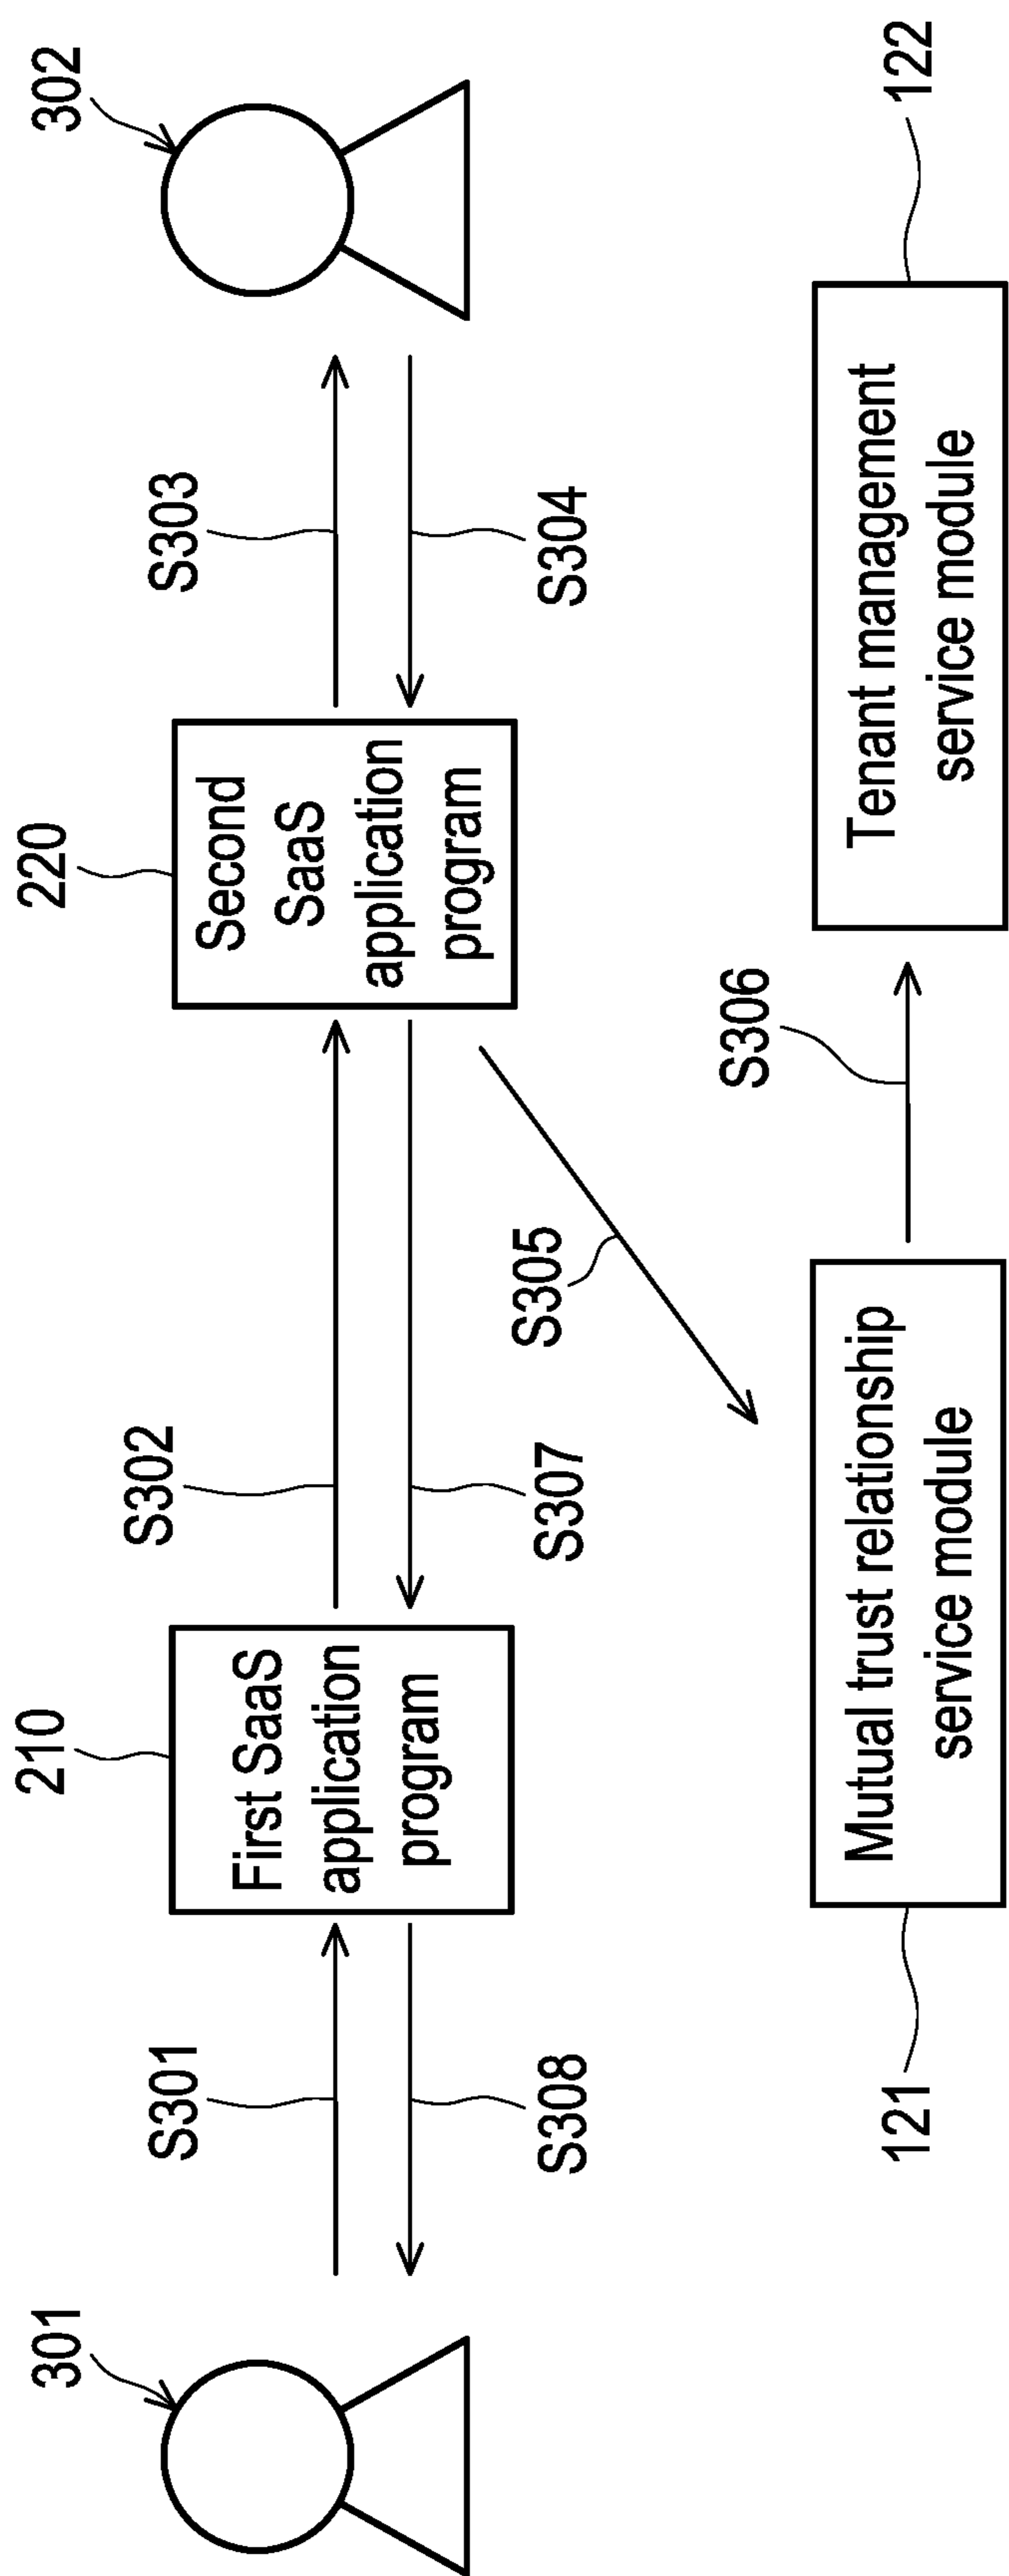 301
S301
S308
210
First SaaS
application
program
S302
S307
220
Second
SaaS
application
program
S303
S304
302
S305
121
Mutual trust relationship
service module
S306
Tenant management
service module
122